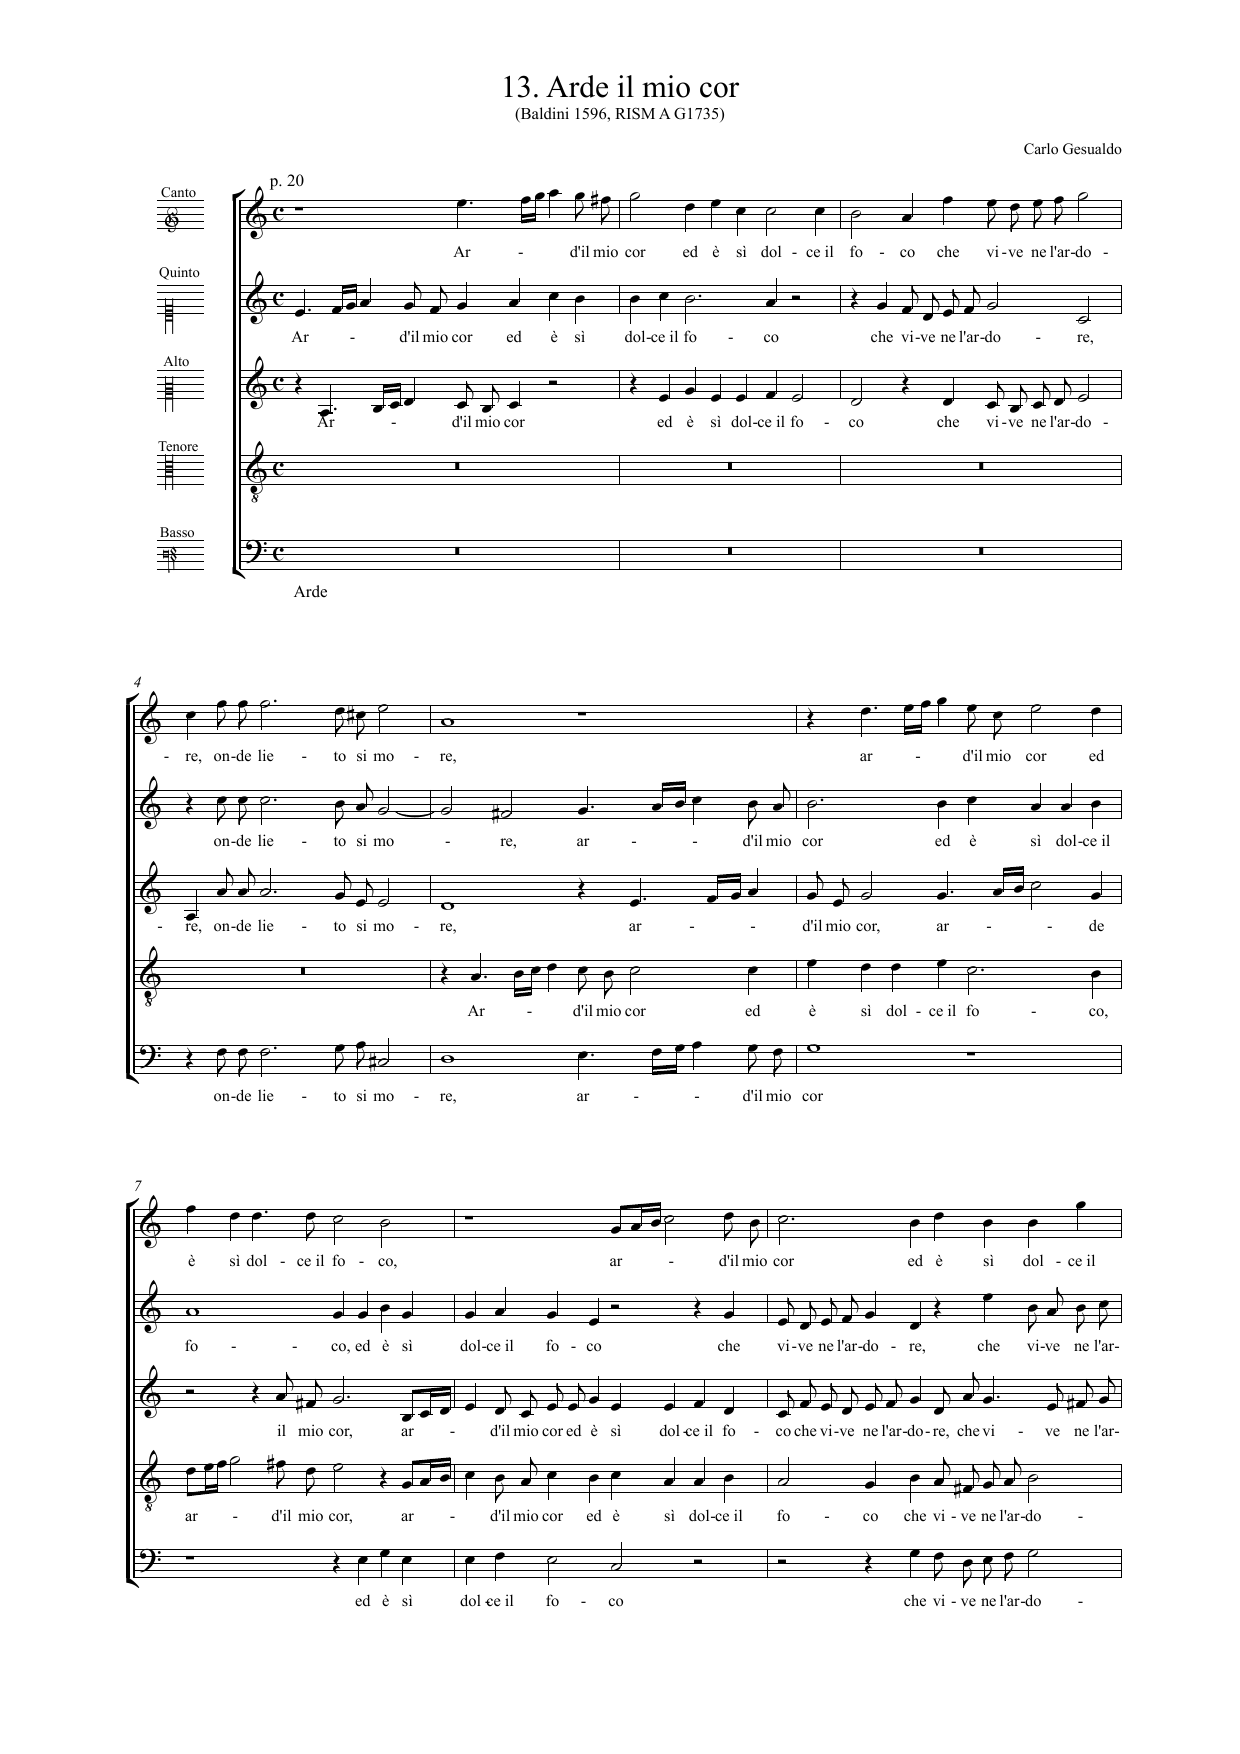 13. Arde il mio cor
(Baldini 1596, RISM A G1735)
Carlo Gesualdo
p. 20
Canto
Ar - d'il mio cor ed è sì dol - ce il fo - co che vi - ve ne l'ar - do -
Quinto
Ar - d'il mio cor ed è sì dol - ce il fo - co che vi - ve ne l'ar - do - re,
Alto
Ar - d'il mio cor ed è sì dol - ce il fo - co che vi - ve ne l'ar - do -
Tenore
8
Basso
Arde
4
- re, on - de lie - to si mo - re, ar - d'il mio cor ed
on - de lie - to si mo - re, ar - - d'il mio cor ed è sì dol - ce il
- re, on - de lie - to si mo - re, ar - - d'il mio cor, ar - - de
8
Ar - d'il mio cor ed è sì dol - ce il fo - co,
on - de lie - to si mo - re, ar - - d'il mio cor
7
è sì dol - ce il fo - co, ar - d'il mio cor ed è sì dol - ce il
fo - - co, ed è sì dol - ce il fo - co che vi - ve ne l'ar - do - re, che vi - ve ne l'ar -
il mio cor, ar - d'il mio cor ed è sì dol - ce il fo - co che vi - ve ne l'ar - do - re, che vi - ve ne l'ar -
8
ar - d'il mio cor, ar - d'il mio cor ed è sì dol - ce il fo - co che vi - ve ne l'ar - do -
ed è sì dol - ce il fo - co che vi - ve ne l'ar - do -